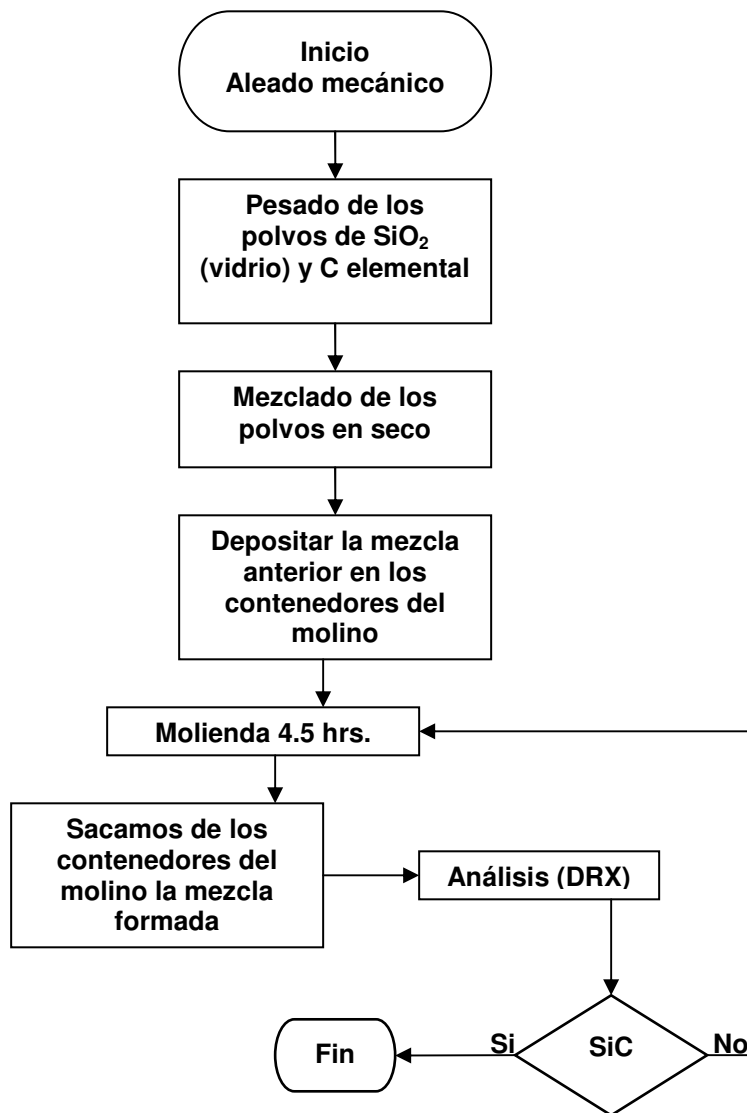 Inicio
Aleado mecánico
Pesado de los
polvos de SiO₂
(vidrio) y C elemental
Mezclado de los
polvos en seco
Depositar la mezcla
anterior en los
contenedores del
molino
Molienda 4.5 hrs.
Sacamos de los
contenedores del
molino la mezcla
formada
Análisis (DRX)
SiC
Si
No
Fin